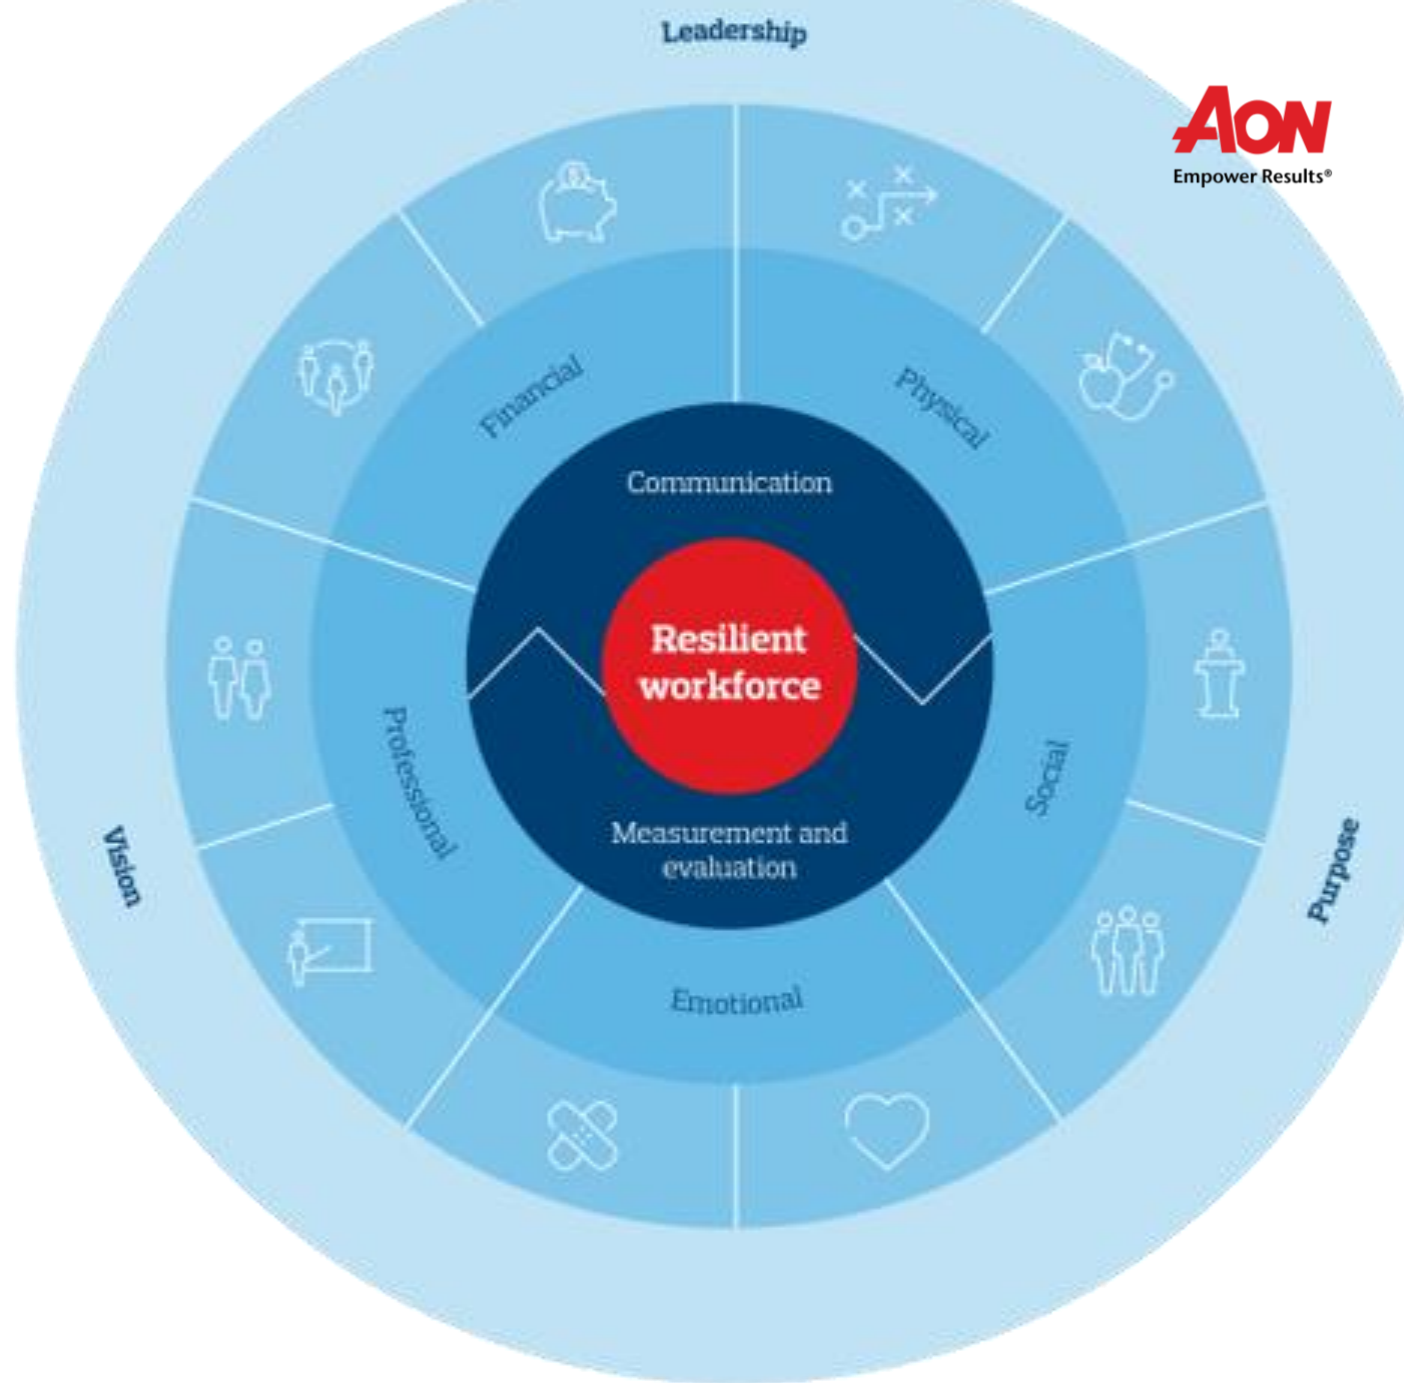 Leadership
AON
Empower Results®
Financial
Physical
Communication
Resilient
workforce
Professional
Social
Measurement and
evaluation
Vision
Purpose
Emotional